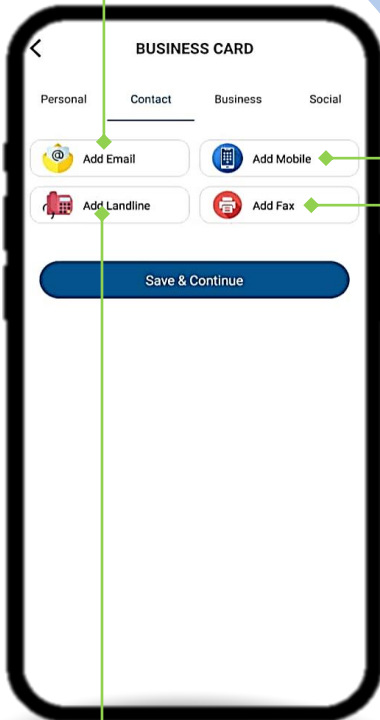 BUSINESS CARD
Personal Contact Business Social
Add Email Add Mobile
Add Landline Add Fax
Save & Continue